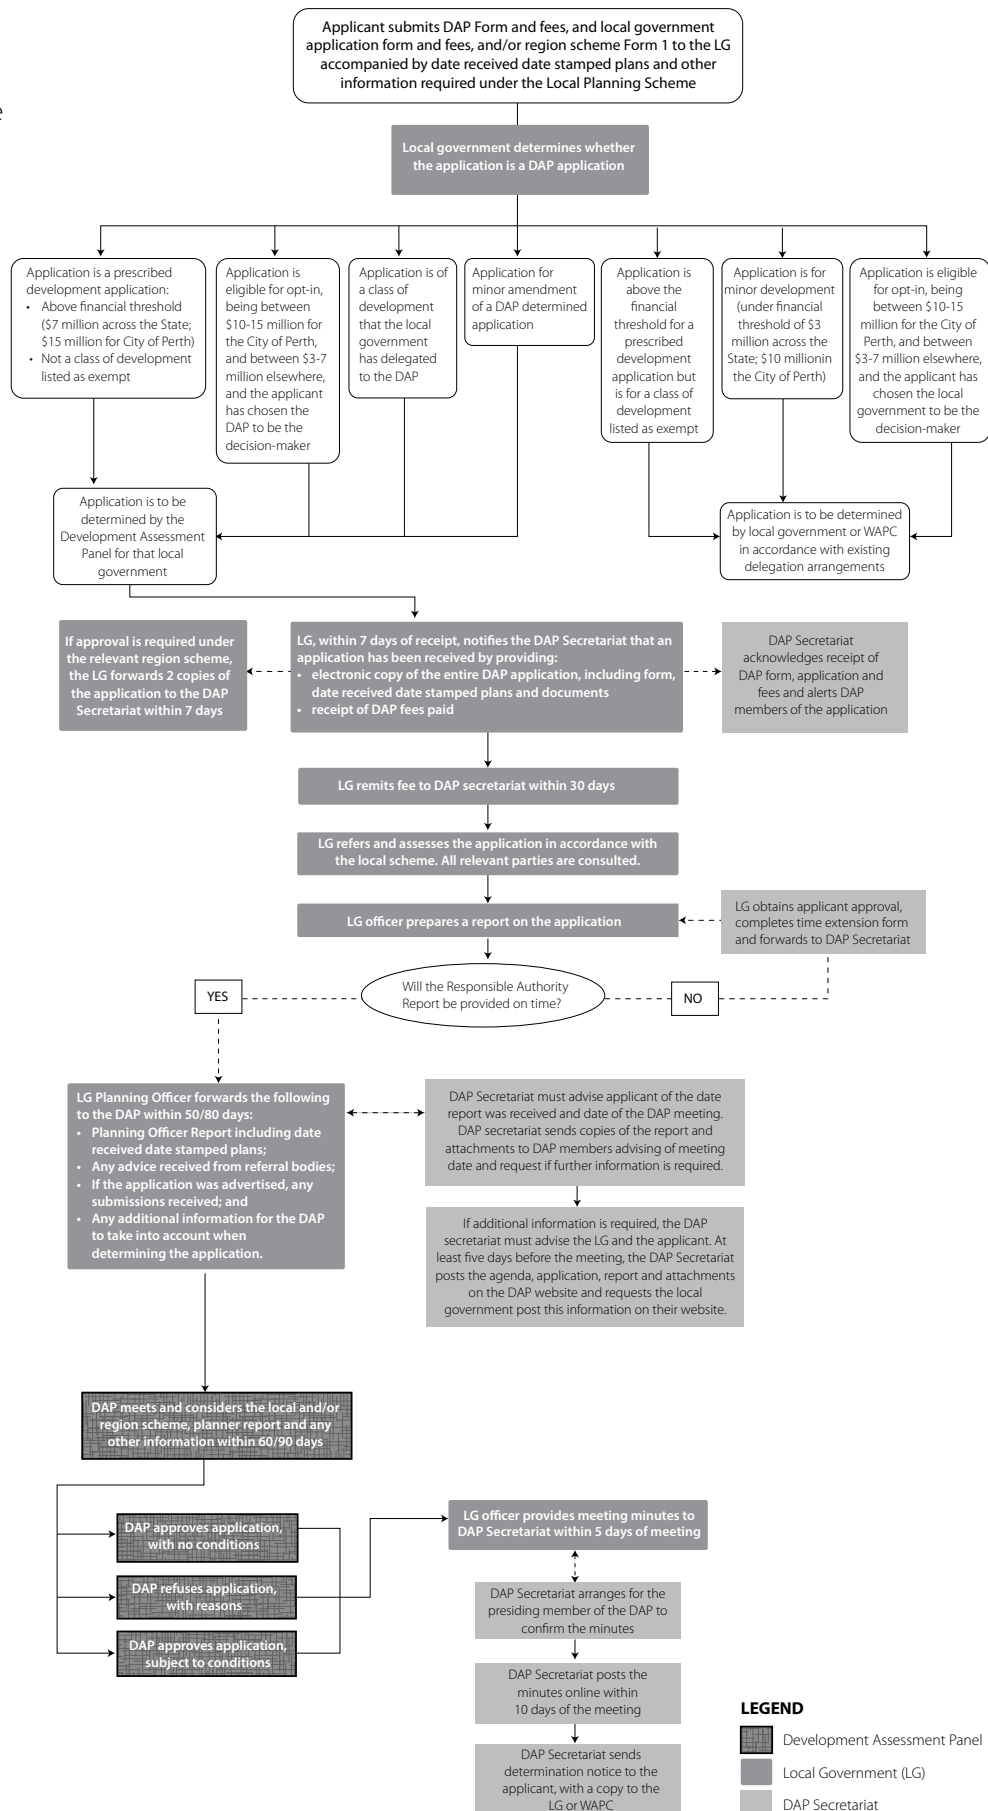 Applicant submits DAP Form and fees, and local government
application form and fees, and/or region scheme Form 1 to the LG
accompanied by date received date stamped plans and other
information required under the Local Planning Scheme
e
Local government determines whether
the application is a DAP application
Application is a prescribed
development application:
• Above financial threshold
($7 million across the State;
$15 million for City of Perth)
• Not a class of development
listed as exempt
Application is
eligible for opt-in,
being between
$10-15 million for
the City of Perth,
and between $3-7
million elsewhere,
and the applicant
has chosen the
DAP to be the
decision-maker
Application is of
a class of
development
that the local
government
has delegated
to the DAP
Application for
minor amendment
of a DAP determined
application
Application is
above the
financial
threshold for a
prescribed
development
application but
is for a class of
development
listed as exempt
Application is for
minor development
(under financial
threshold of $3
million across the
State; $10 millionin
the City of Perth)
Application is eligible
for opt-in, being
between $10-15
million for the City of
Perth, and between
$3-7 million elsewhere,
and the applicant has
chosen the local
government to be the
decision-maker
Application is to be
determined by the
Development Assessment
Panel for that local
government
Application is to be determined
by local government or WAPC
in accordance with existing
delegation arrangements
If approval is required under
the relevant region scheme,
the LG forwards 2 copies of
the application to the DAP
Secretariat within 7 days
LG, within 7 days of receipt, notifies the DAP Secretariat that an
application has been received by providing:
• electronic copy of the entire DAP application, including form,
date received date stamped plans and documents
• receipt of DAP fees paid
DAP Secretariat
acknowledges receipt of
DAP form, application and
fees and alerts DAP
members of the application
LG remits fee to DAP secretariat within 30 days
LG refers and assesses the application in accordance with
the local scheme. All relevant parties are consulted.
LG officer prepares a report on the application
LG obtains applicant approval,
completes time extension form
and forwards to DAP Secretariat
Will the Responsible Authority
Report be provided on time?
YES
NO
LG Planning Officer forwards the following
to the DAP within 50/80 days:
• Planning Officer Report including date
received date stamped plans;
• Any advice received from referral bodies;
• If the application was advertised, any
submissions received; and
• Any additional information for the DAP
to take into account when
determining the application.
DAP Secretariat must advise applicant of the date
report was received and date of the DAP meeting.
DAP secretariat sends copies of the report and
attachments to DAP members advising of meeting
date and request if further information is required.
If additional information is required, the DAP
secretariat must advise the LG and the applicant. At
least five days before the meeting, the DAP Secretariat
posts the agenda, application, report and attachments
on the DAP website and requests the local
government post this information on their website.
DAP meets and considers the local and/or
region scheme, planner report and any
other information within 60/90 days
DAP approves application,
with no conditions
DAP refuses application,
with reasons
DAP approves application,
subject to conditions
LG officer provides meeting minutes to
DAP Secretariat within 5 days of meeting
DAP Secretariat arranges for the
presiding member of the DAP to
confirm the minutes
DAP Secretariat posts the
minutes online within
10 days of the meeting
DAP Secretariat sends
determination notice to the
applicant, with a copy to the
LG or WAPC
LEGEND
Development Assessment Panel
Local Government (LG)
DAP Secretariat